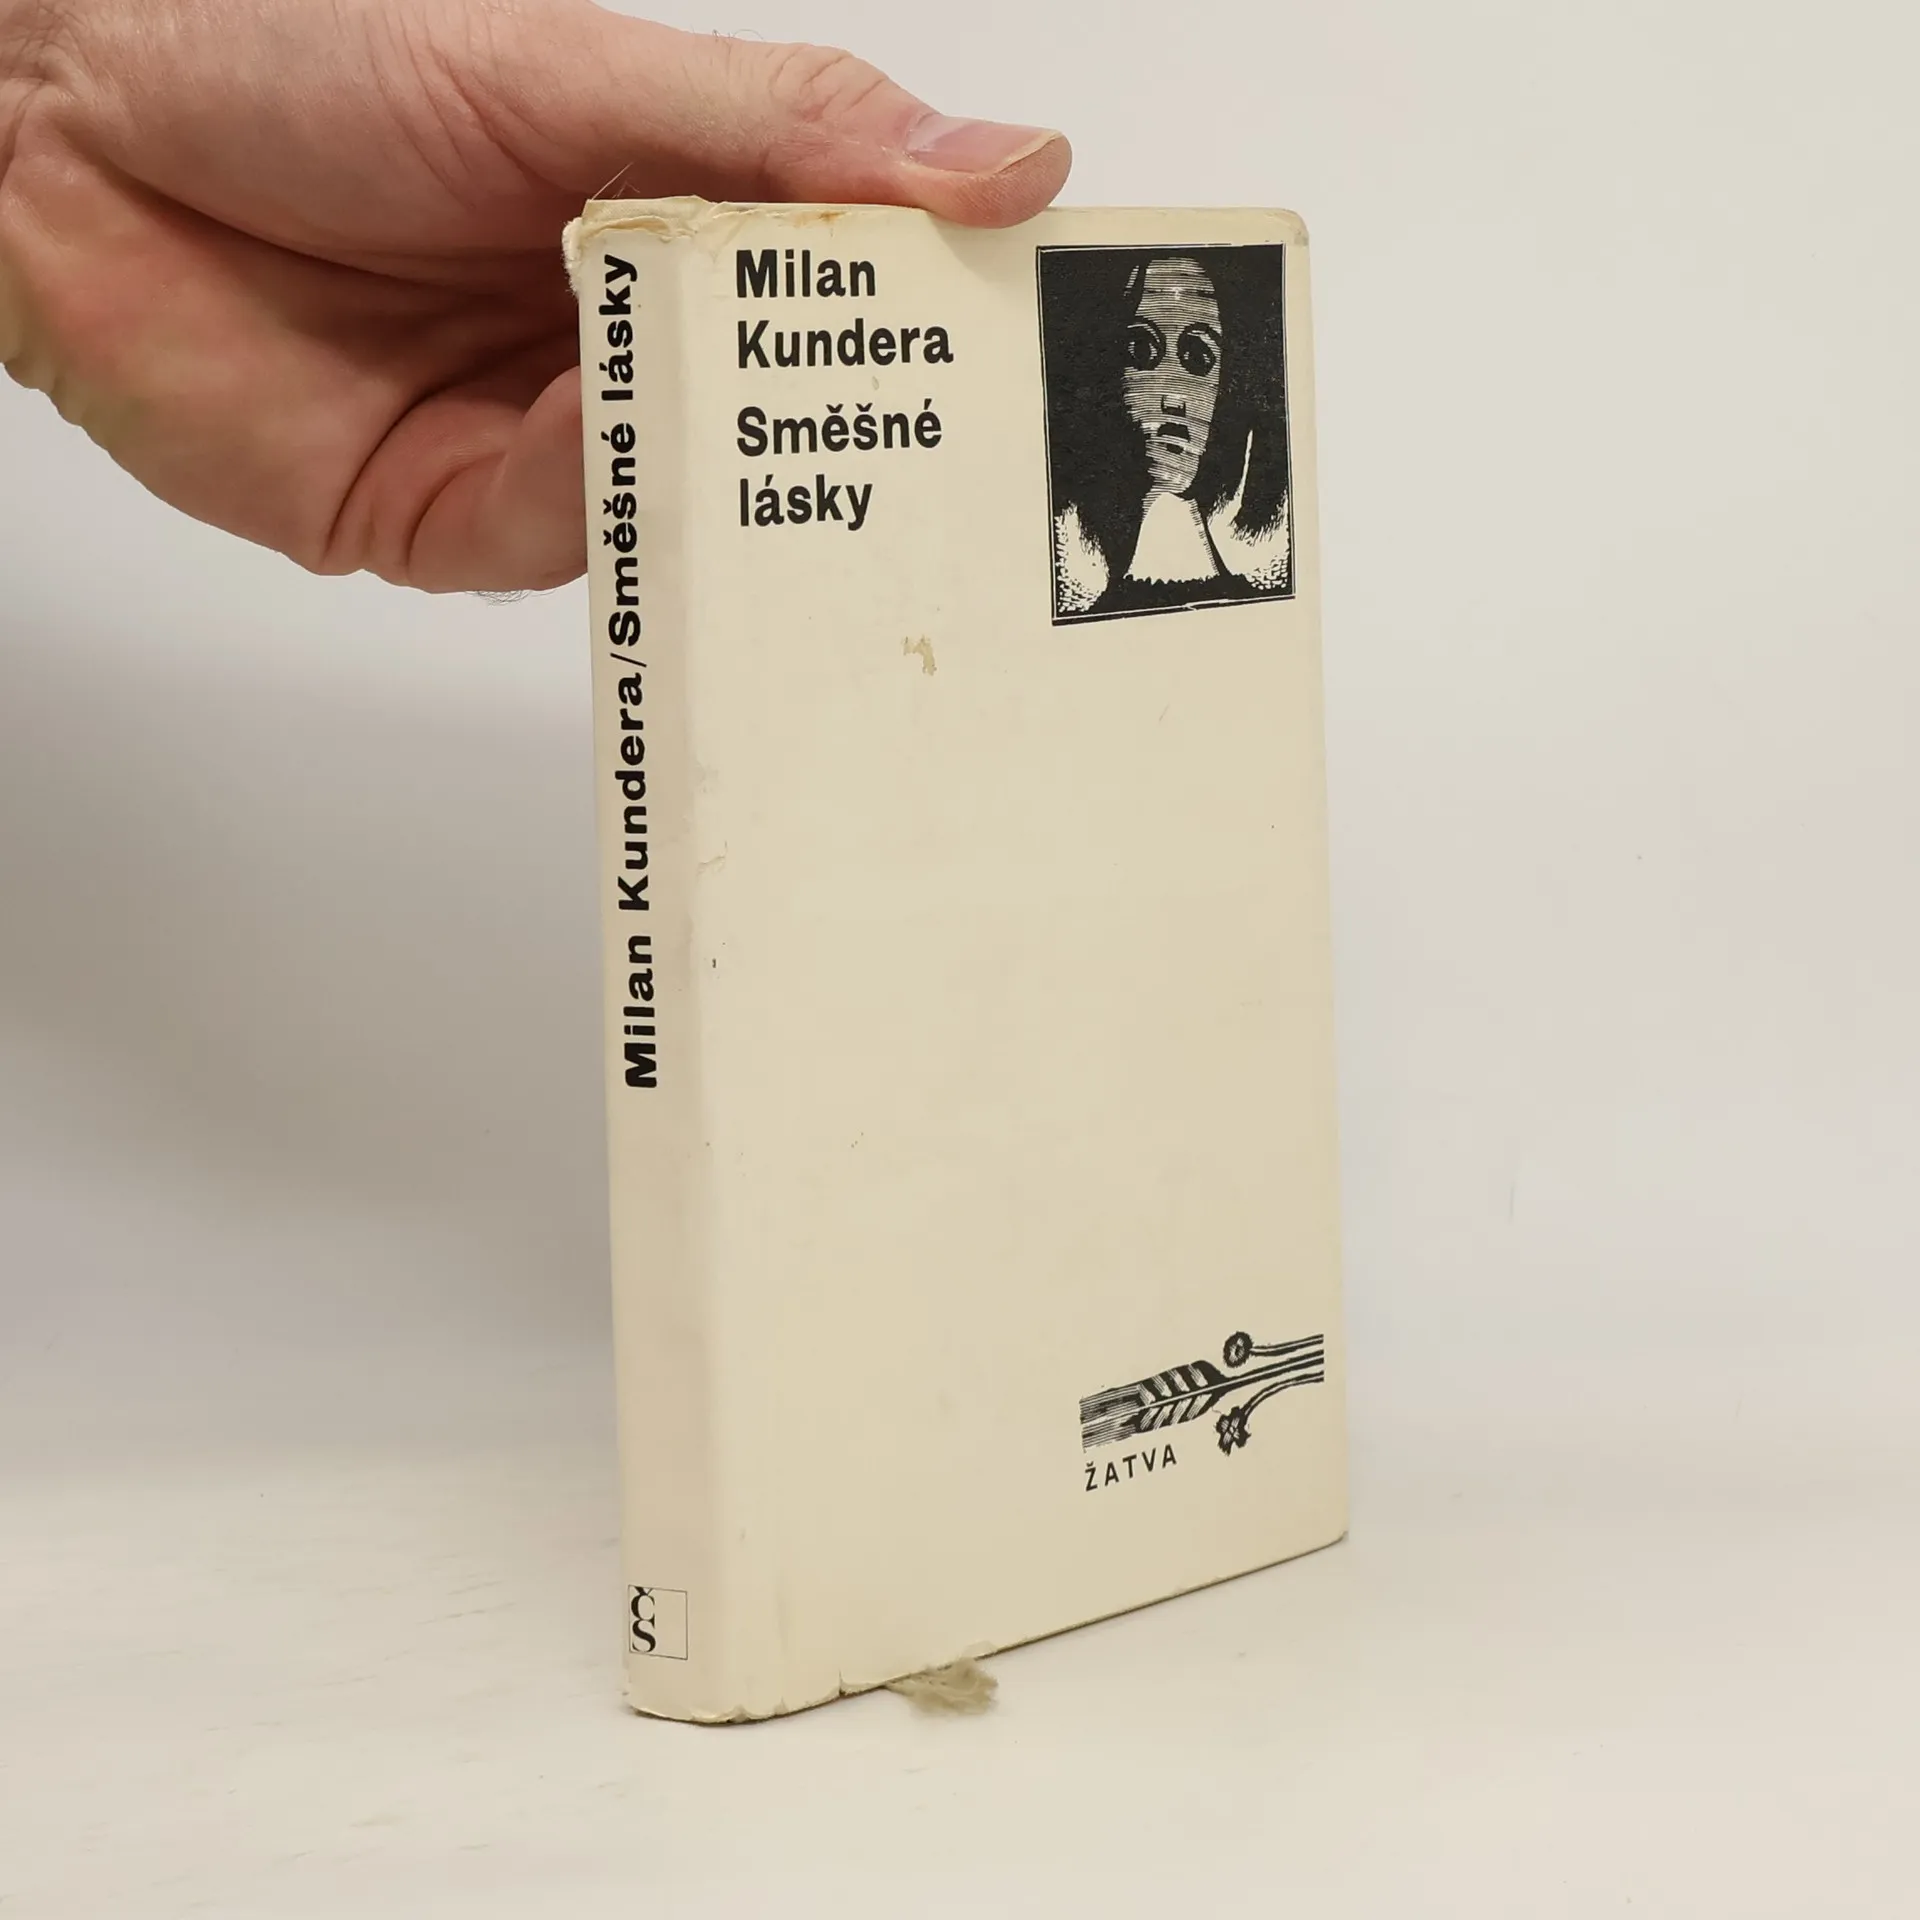 Milan Kundera/Směšné lásky
Milan
Kundera
Směšné
lásky
ŽATVA
ČS